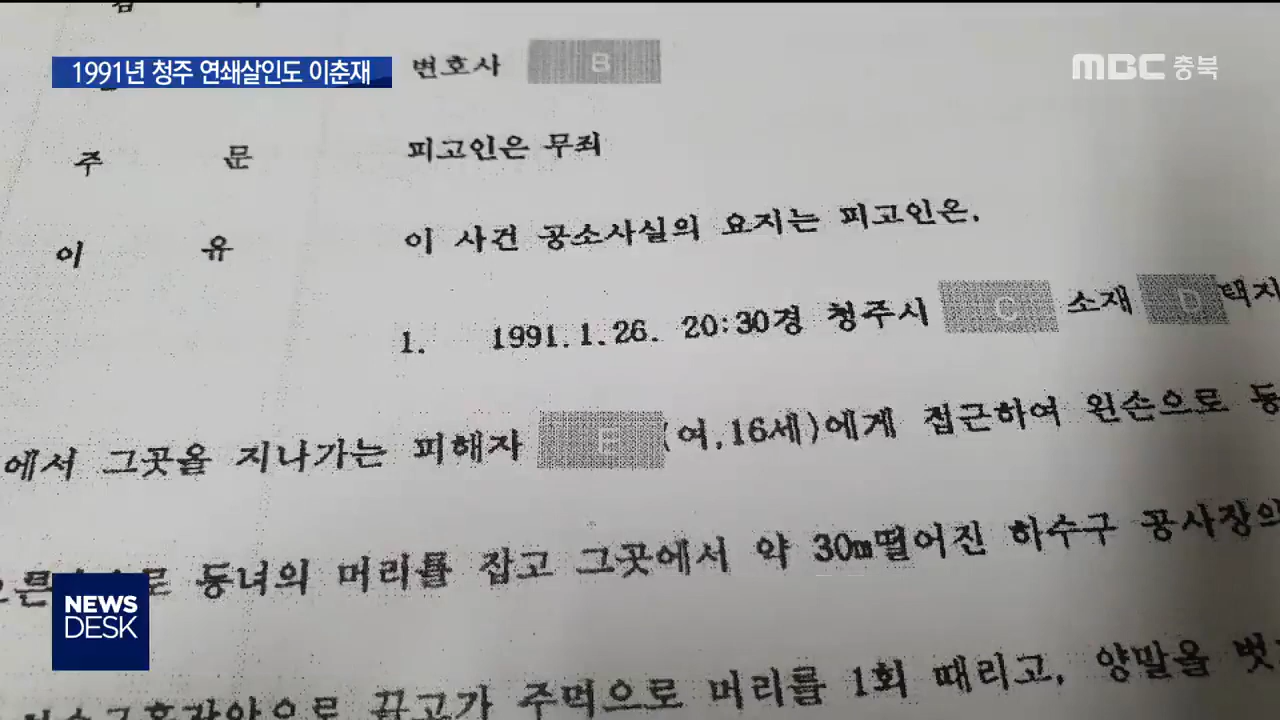 1991년 청주 연쇄살인도 이춘재
MBC 충북
변호사 B
주 문 피고인은 무죄
이 유 이 사건 공소사실의 요지는 피고인은,
1. 1991.1.26. 20:30경 청주시 C 소재 D 택지
에서 그곳을 지나가는 피해자 E (여,16세)에게 접근하여 왼손으로 동
동녀의 머리를 잡고 그곳에서 약 30m떨어진 하수구 공사장의
끌고가 주먹으로 머리를 1회 때리고, 양말을 벗
NEWS
DESK